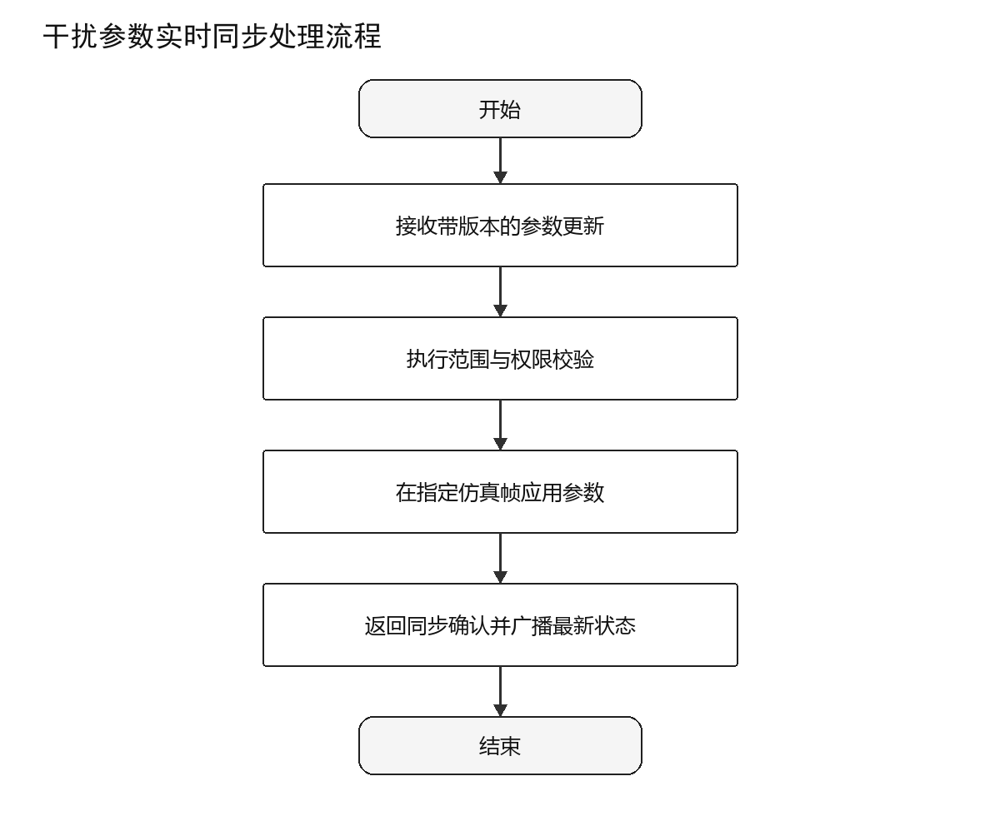 干扰参数实时同步处理流程
开始
接收带版本的参数更新
执行范围与权限校验
在指定仿真帧应用参数
返回同步确认并广播最新状态
结束